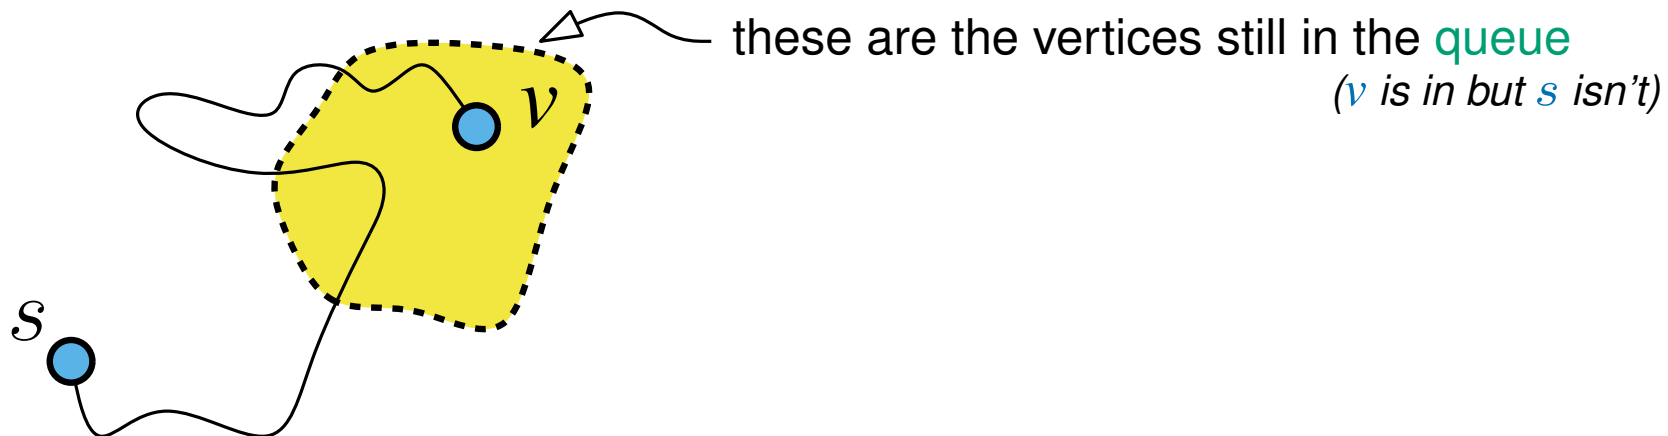 these are the vertices still in the queue
(v is in but s isn't)
v
s